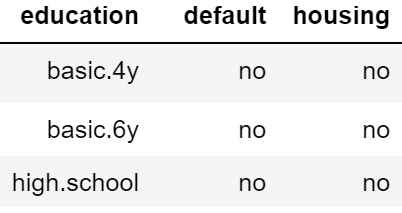 education default housing
basic.4y no no
basic.6y no no
high.school no no